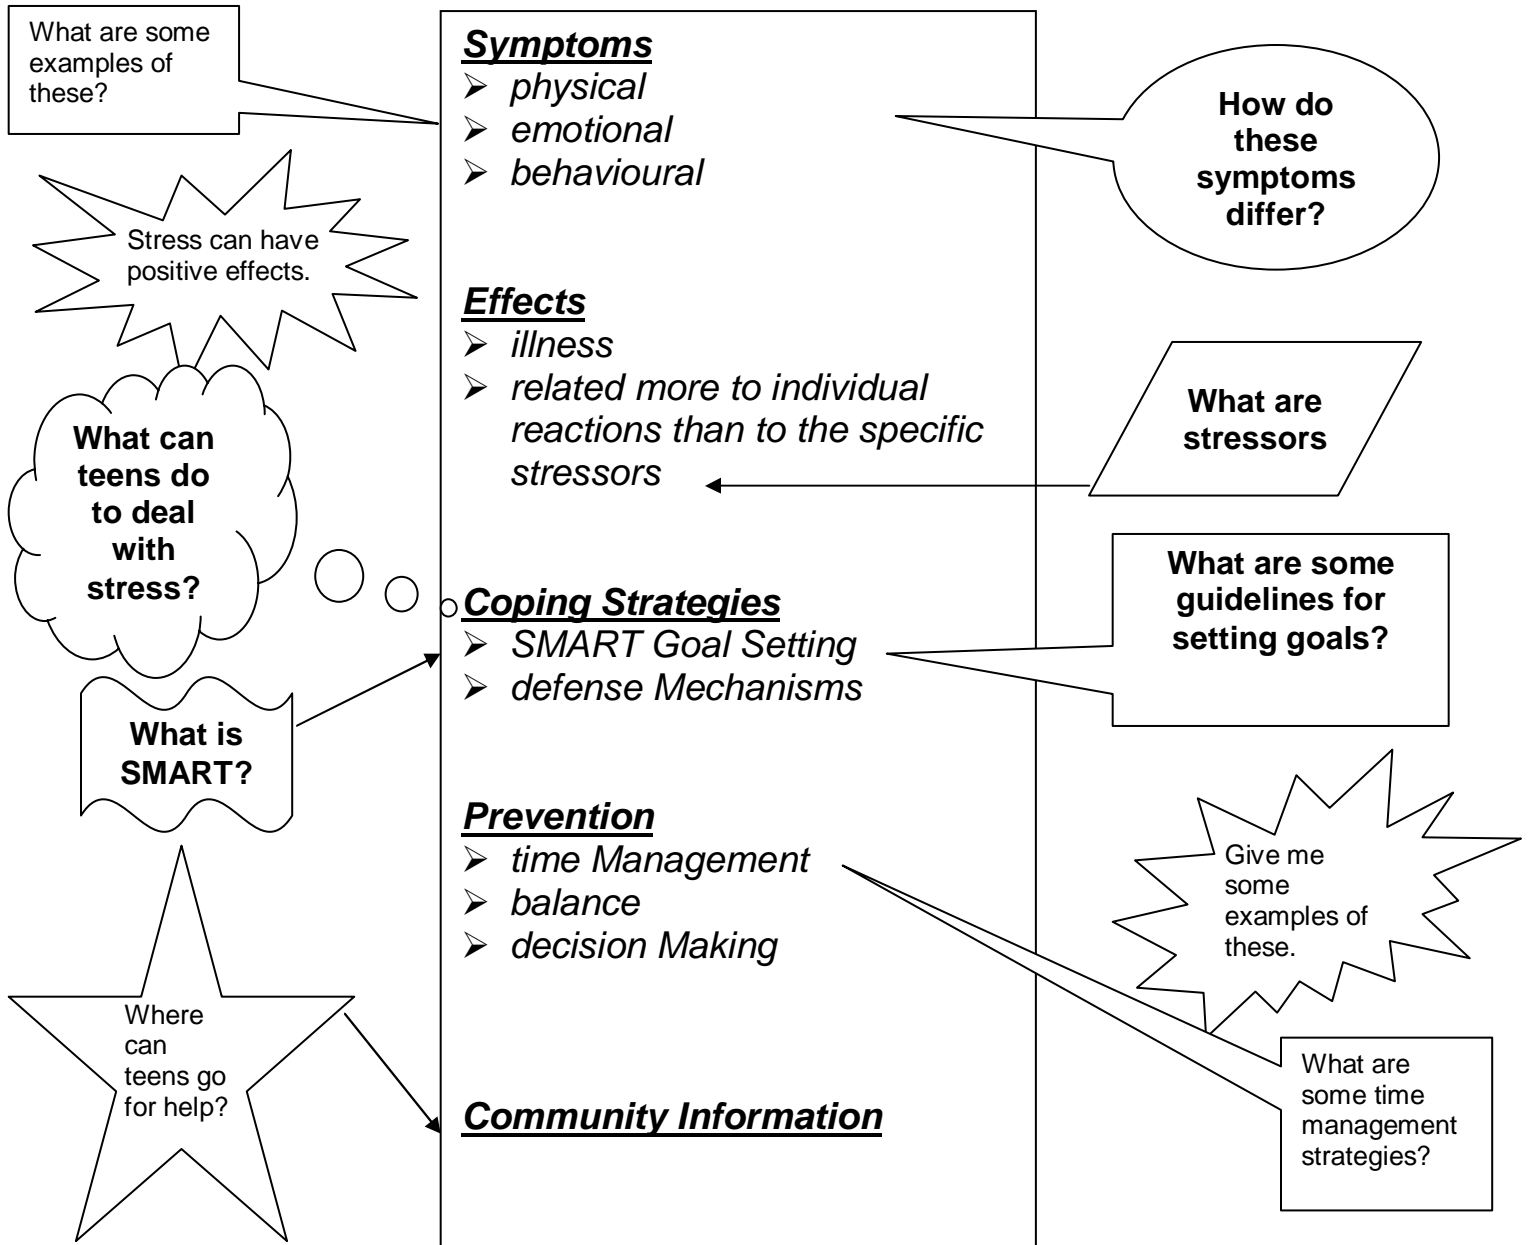 What are some
examples of
these?
Symptoms
➢ physical
➢ emotional
➢ behavioural
How do
these
symptoms
differ?
Stress can have
positive effects.
Effects
➢ illness
➢ related more to individual
reactions than to the specific
stressors
What are
stressors
What can
teens do
to deal
with
stress?
Coping Strategies
➢ SMART Goal Setting
➢ defense Mechanisms
What are some
guidelines for
setting goals?
What is
SMART?
Prevention
➢ time Management
➢ balance
➢ decision Making
Give me
some
examples of
these.
Where
can
teens go
for help?
Community Information
What are
some time
management
strategies?